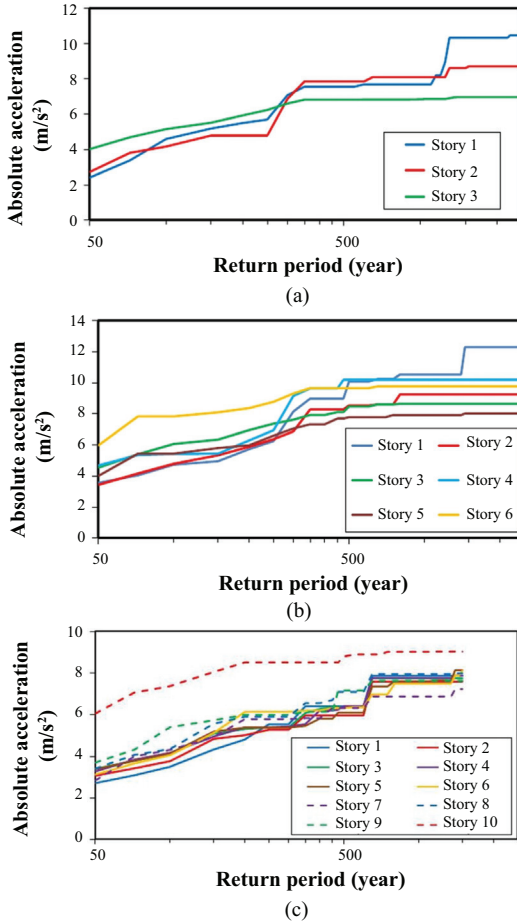 Absolute acceleration
(m/s²)
12
10
8
6
4
2
0
Story 1
Story 2
Story 3
50
500
Return period (year)
(a)
Absolute acceleration
(m/s²)
14
12
10
8
6
4
2
0
Story 1
Story 2
Story 3
Story 4
Story 5
Story 6
50
500
Return period (year)
(b)
Absolute acceleration
(m/s²)
10
8
6
4
2
0
Story 1
Story 2
Story 3
Story 4
Story 5
Story 6
Story 7
Story 8
Story 9
Story 10
50
500
Return period (year)
(c)